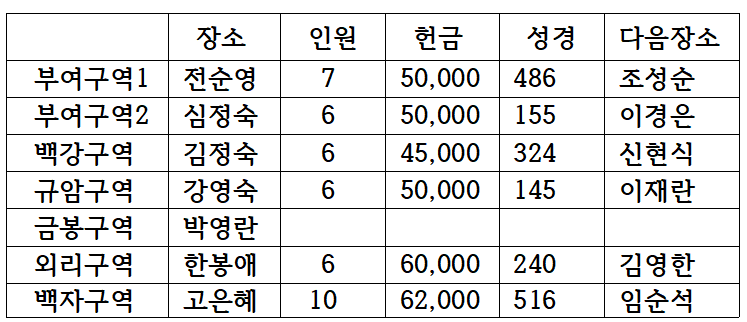 장소 인원 헌금 성경 다음장소
부여구역1 전순영 7 50,000 486 조성순
부여구역2 심정숙 6 50,000 155 이경은
백강구역 김정숙 6 45,000 324 신현식
규암구역 강영숙 6 50,000 145 이재란
금봉구역 박영란
외리구역 한봉애 6 60,000 240 김영한
백자구역 고은혜 10 62,000 516 임순석